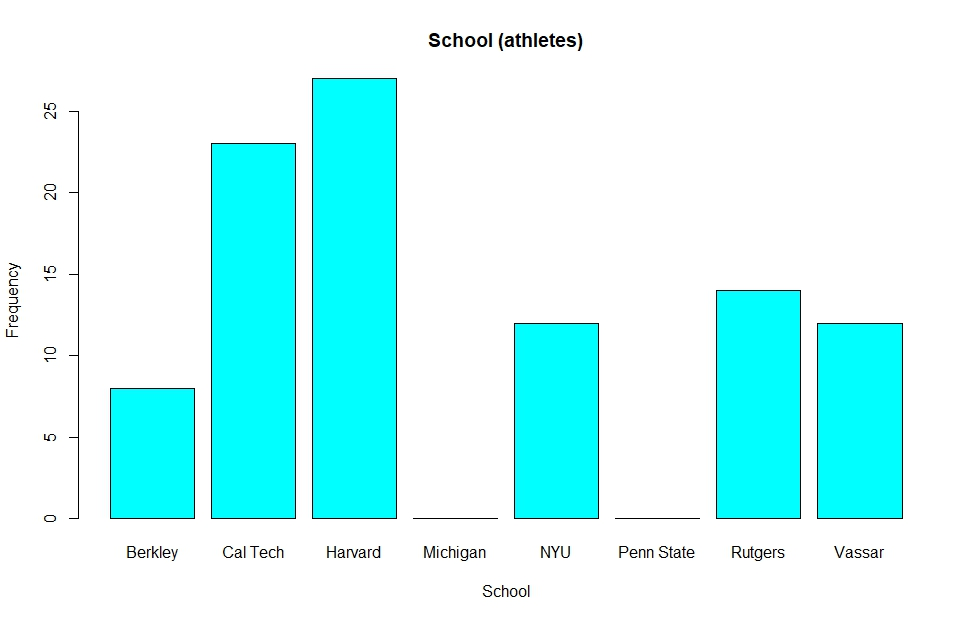 School (athletes)
25
20
15
10
5
0
Frequency
Berkley Cal Tech Harvard Michigan NYU Penn State Rutgers Vassar
School